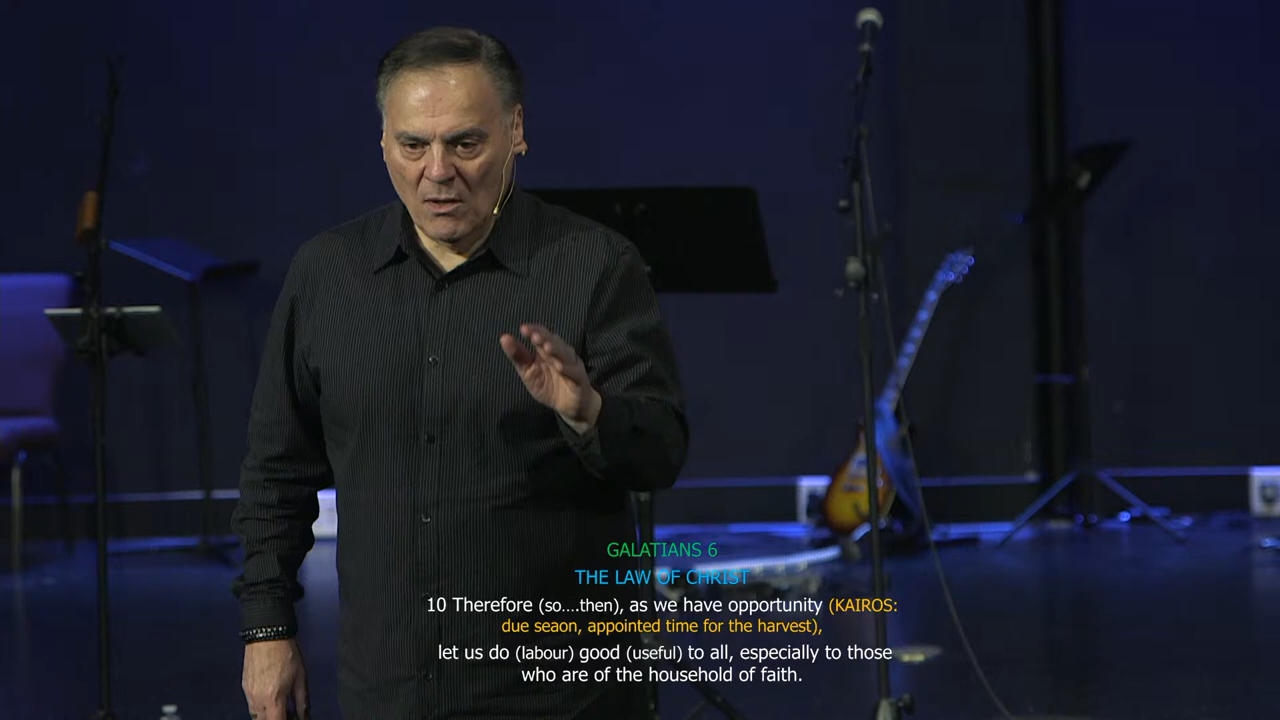 GALATIANS 6
THE LAW OF CHRIST
10 Therefore (so....then), as we have opportunity (KAIROS:
due seaon, appointed time for the harvest),
let us do (labour) good (useful) to all, especially to those
who are of the household of faith.